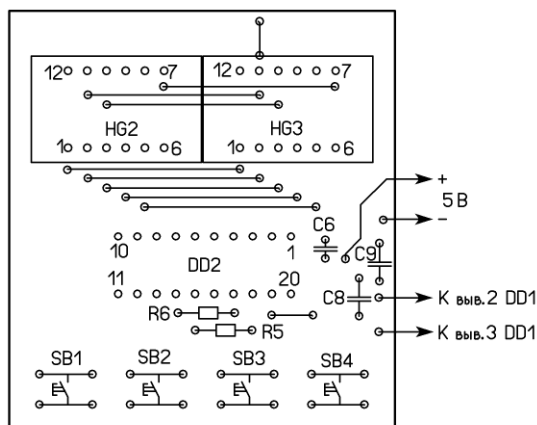 12 7 12 7
HG2 HG3
1 6 1 6
+
5 В
C6 –
10 1 C9
DD2
11 20 C8 К выв.2 DD1
R6
R5 К выв.3 DD1
SB1 SB2 SB3 SB4